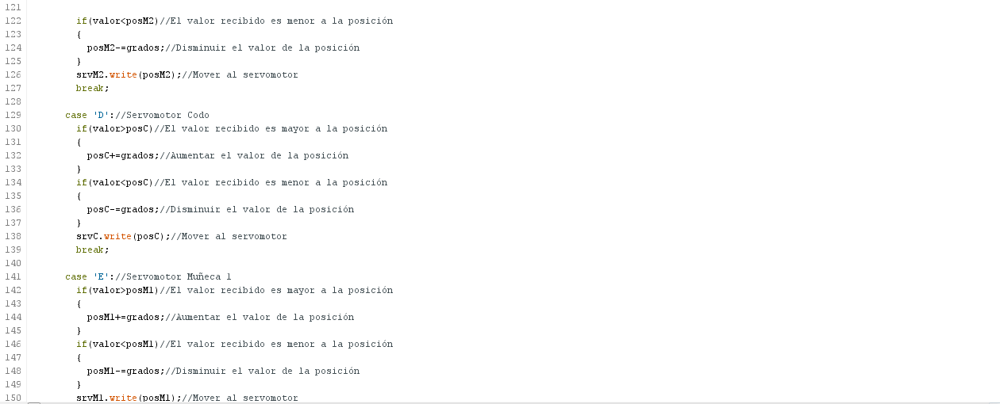 121
122 if(valor<posM2)//El valor recibido es menor a la posición
123 {
124 posM2-=grados;//Disminuir el valor de la posición
125 }
126 srvM2.write(posM2);//Mover al servomotor
127 break;
128
129 case 'D'://Servomotor Codo
130 if(valor>posC)//El valor recibido es mayor a la posición
131 {
132 posC+=grados;//Aumentar el valor de la posición
133 }
134 if(valor<posC)//El valor recibido es menor a la posición
135 {
136 posC-=grados;//Disminuir el valor de la posición
137 }
138 srvC.write(posC);//Mover al servomotor
139 break;
140
141 case 'E'://Servomotor Muñeca 1
142 if(valor>posM1)//El valor recibido es mayor a la posición
143 {
144 posM1+=grados;//Aumentar el valor de la posición
145 }
146 if(valor<posM1)//El valor recibido es menor a la posición
147 {
148 posM1-=grados;//Disminuir el valor de la posición
149 }
150 srvM1.write(posM1);//Mover al servomotor